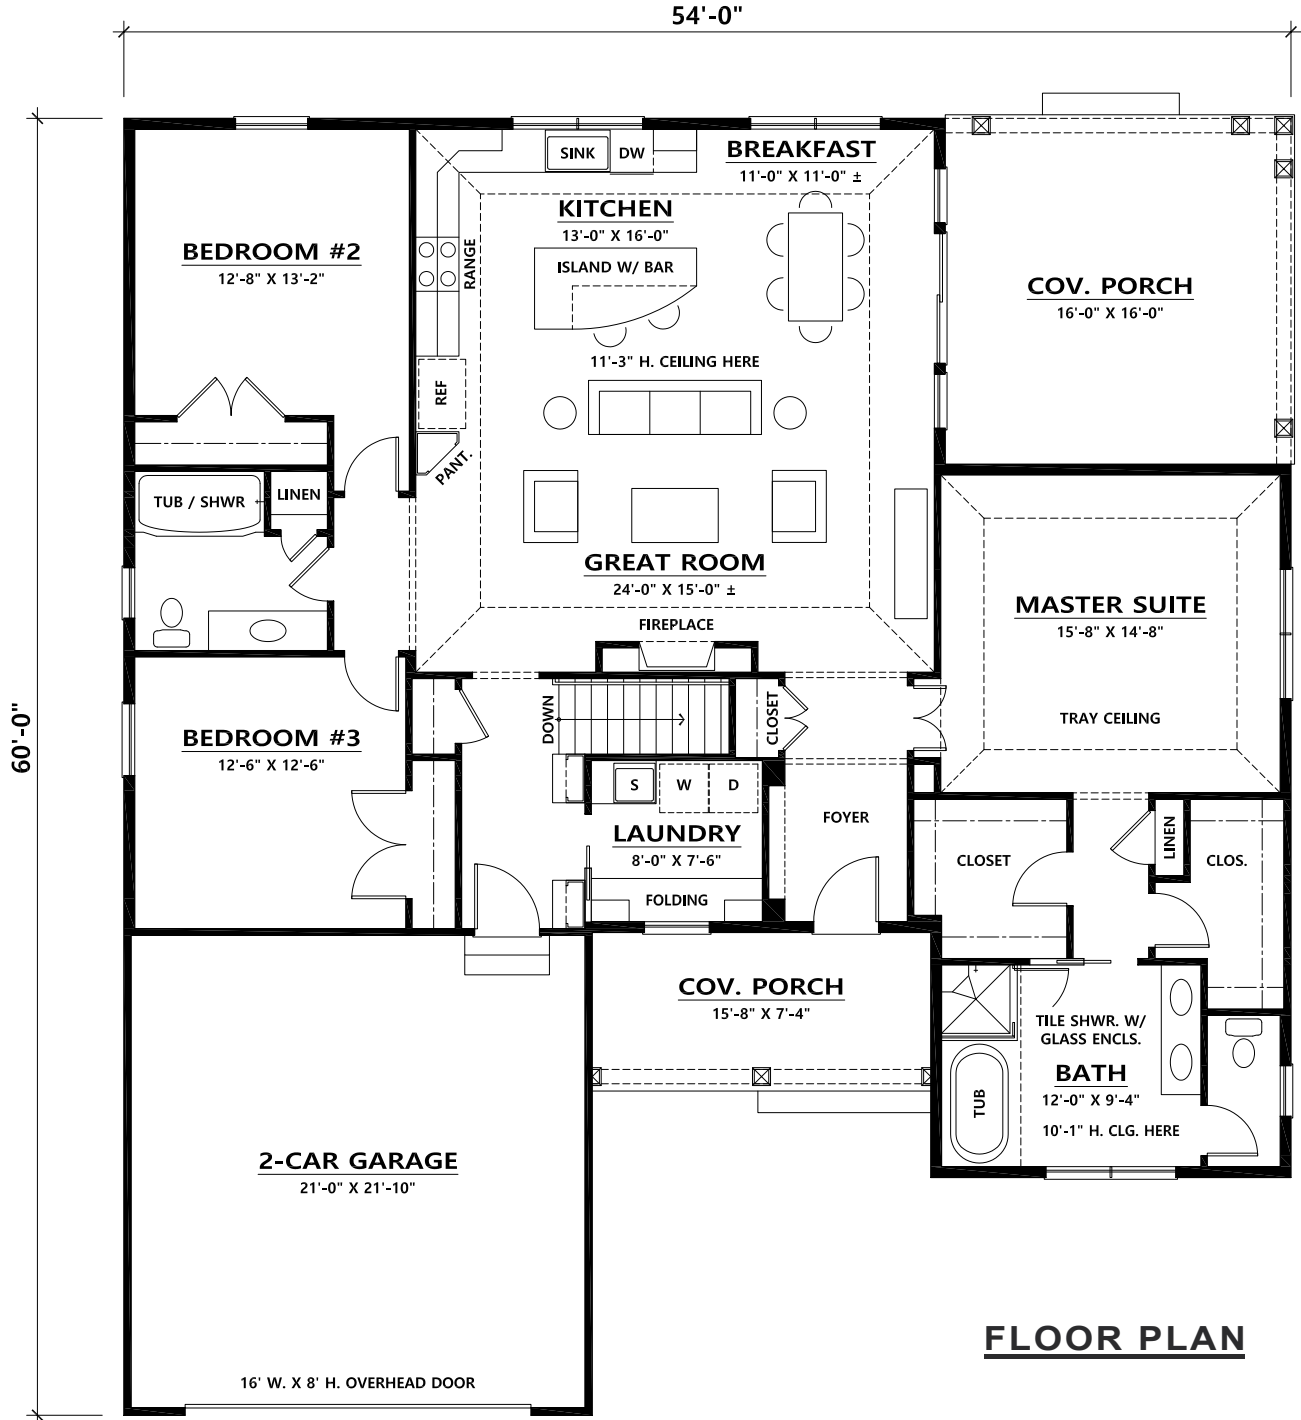 54'-0"
60'-0"
BEDROOM #2
12'-8" X 13'-2"
SINK
DW
BREAKFAST
11'-0" X 11'-0" ±
KITCHEN
13'-0" X 16'-0"
RANGE
ISLAND W/ BAR
11'-3" H. CEILING HERE
REF
PANT.
COV. PORCH
16'-0" X 16'-0"
TUB / SHWR
LINEN
GREAT ROOM
24'-0" X 15'-0" ±
FIREPLACE
MASTER SUITE
15'-8" X 14'-8"
TRAY CEILING
BEDROOM #3
12'-6" X 12'-6"
DOWN
CLOSET
S
W
D
LAUNDRY
8'-0" X 7'-6"
FOLDING
FOYER
CLOSET
LINEN
CLOS.
COV. PORCH
15'-8" X 7'-4"
TILE SHWR. W/
GLASS ENCLS.
BATH
12'-0" X 9'-4"
10'-1" H. CLG. HERE
TUB
2-CAR GARAGE
21'-0" X 21'-10"
16' W. X 8' H. OVERHEAD DOOR
FLOOR PLAN